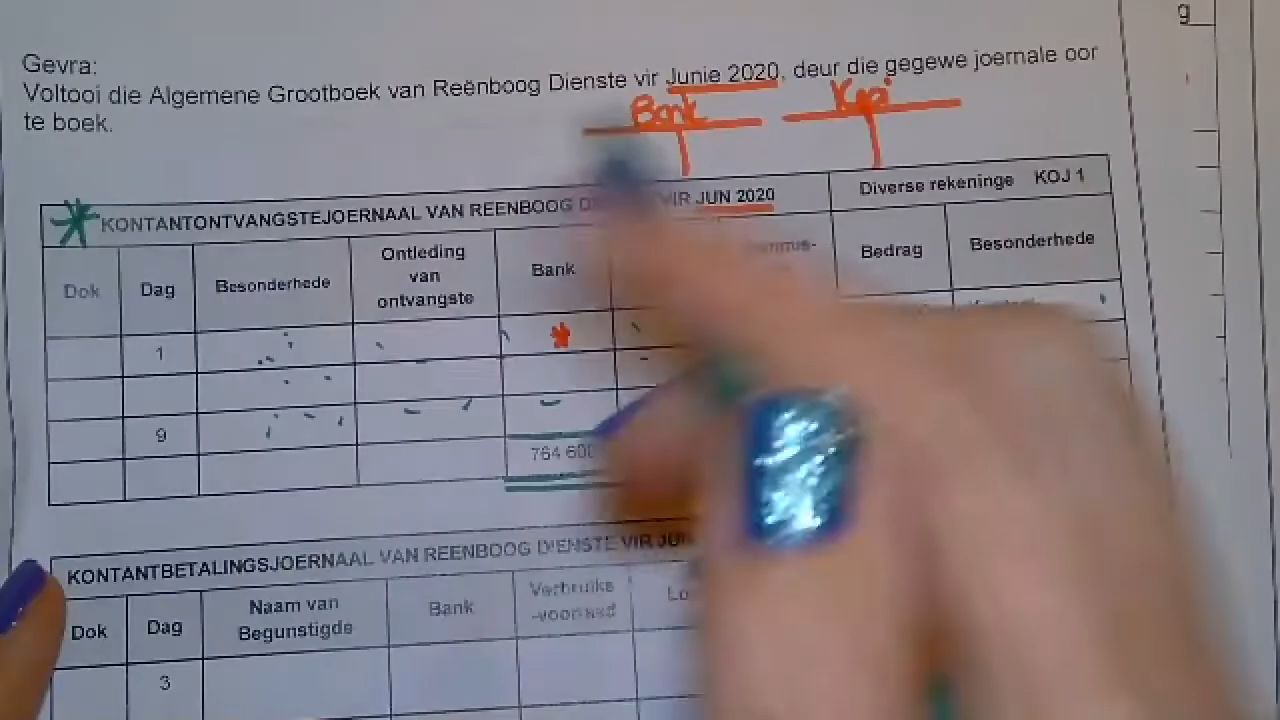 g
Gevra:
Voltooi die Algemene Grootboek van Reënboog Dienste vir Junie 2020, deur die gegewe joernale oor
te boek.
Bank
KONTANTONTVANGSTEJOERNAAL VAN REENBOOG VIR JUN 2020
Diverse rekeninge KOJ 1
Dok
Dag
Besonderhede
Ontleding
van
ontvangste
Bank
Bedrag
Besonderhede
1
9
764 600
KONTANTBETALINGSJOERNAAL VAN REENBOOG DIENSTE VIR JUN
Dok
Dag
Naam van
Begunstigde
Bank
Verbruiks
-voorraad
3